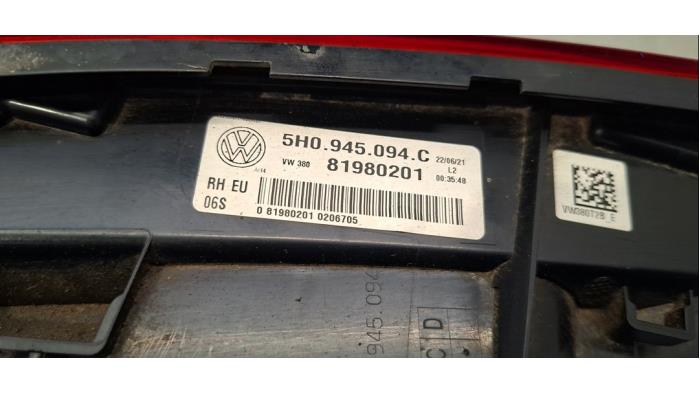 5H0.945.094.C
22/06/21
VW 380
81980201
L2
00:35:48
RH EU
06S
0 81980201 0206705
VW380T2B_E
945.094
C D